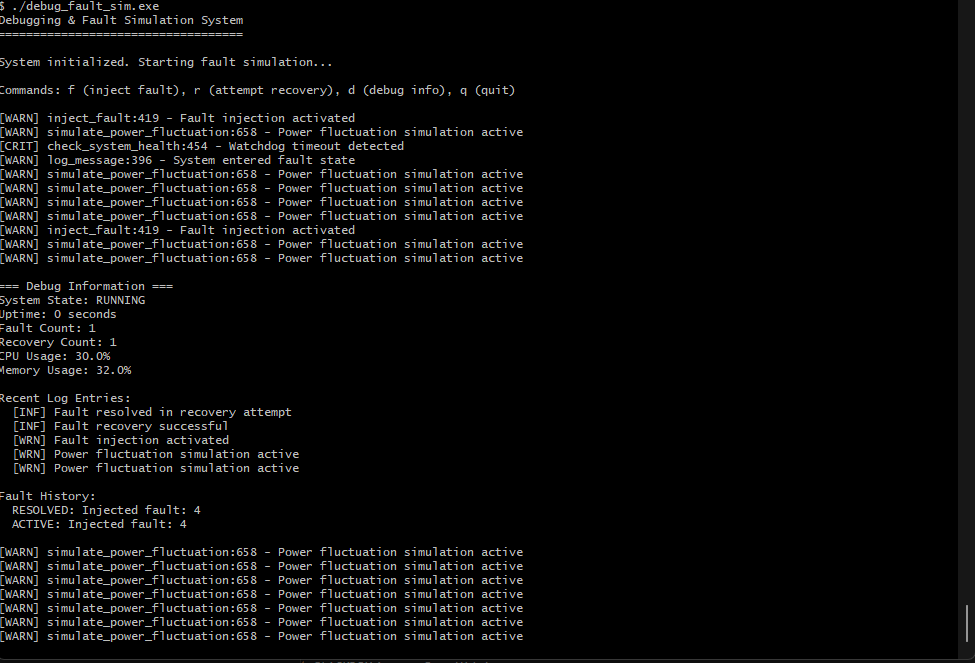 $ ./debug_fault_sim.exe
Debugging & Fault Simulation System
===================================
System initialized. Starting fault simulation...
Commands: f (inject fault), r (attempt recovery), d (debug info), q (quit)
[WARN] inject_fault:419 - Fault injection activated
[WARN] simulate_power_fluctuation:658 - Power fluctuation simulation active
[CRIT] check_system_health:454 - Watchdog timeout detected
[WARN] log_message:396 - System entered fault state
[WARN] simulate_power_fluctuation:658 - Power fluctuation simulation active
[WARN] simulate_power_fluctuation:658 - Power fluctuation simulation active
[WARN] simulate_power_fluctuation:658 - Power fluctuation simulation active
[WARN] simulate_power_fluctuation:658 - Power fluctuation simulation active
[WARN] inject_fault:419 - Fault injection activated
[WARN] simulate_power_fluctuation:658 - Power fluctuation simulation active
[WARN] simulate_power_fluctuation:658 - Power fluctuation simulation active
=== Debug Information ===
System State: RUNNING
Uptime: 0 seconds
Fault Count: 1
Recovery Count: 1
CPU Usage: 30.0%
Memory Usage: 32.0%
Recent Log Entries:
[INF] Fault resolved in recovery attempt
[INF] Fault recovery successful
[WRN] Fault injection activated
[WRN] Power fluctuation simulation active
[WRN] Power fluctuation simulation active
Fault History:
RESOLVED: Injected fault: 4
ACTIVE: Injected fault: 4
[WARN] simulate_power_fluctuation:658 - Power fluctuation simulation active
[WARN] simulate_power_fluctuation:658 - Power fluctuation simulation active
[WARN] simulate_power_fluctuation:658 - Power fluctuation simulation active
[WARN] simulate_power_fluctuation:658 - Power fluctuation simulation active
[WARN] simulate_power_fluctuation:658 - Power fluctuation simulation active
[WARN] simulate_power_fluctuation:658 - Power fluctuation simulation active
[WARN] simulate_power_fluctuation:658 - Power fluctuation simulation active